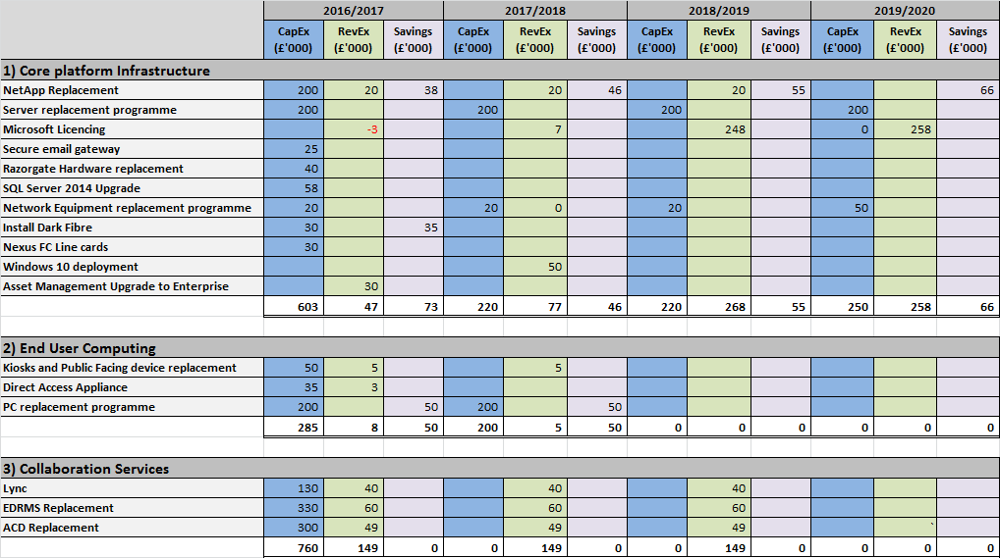 2016/2017 2017/2018 2018/2019 2019/2020
CapEx RevEx Savings CapEx RevEx Savings CapEx RevEx Savings CapEx RevEx Savings
(£'000) (£'000) (£'000) (£'000) (£'000) (£'000) (£'000) (£'000) (£'000) (£'000) (£'000) (£'000)
1) Core platform Infrastructure
NetApp Replacement 200 20 38 20 46 20 55 66
Server replacement programme 200 200 200 200
Microsoft Licencing -3 7 248 0 258
Secure email gateway 25
Razorgate Hardware replacement 40
SQL Server 2014 Upgrade 58
Network Equipment replacement programme 20 20 0 20 50
Install Dark Fibre 30 35
Nexus FC Line cards 30
Windows 10 deployment 50
Asset Management Upgrade to Enterprise 30
603 47 73 220 77 46 220 268 55 250 258 66
2) End User Computing
Kiosks and Public Facing device replacement 50 5 5
Direct Access Appliance 35 3
PC replacement programme 200 50 200 50
285 8 50 200 5 50 0 0 0 0 0 0
3) Collaboration Services
Lync 130 40 40 40
EDRMS Replacement 330 60 60 60
ACD Replacement 300 49 49 49 `
760 149 0 0 149 0 0 149 0 0 0 0